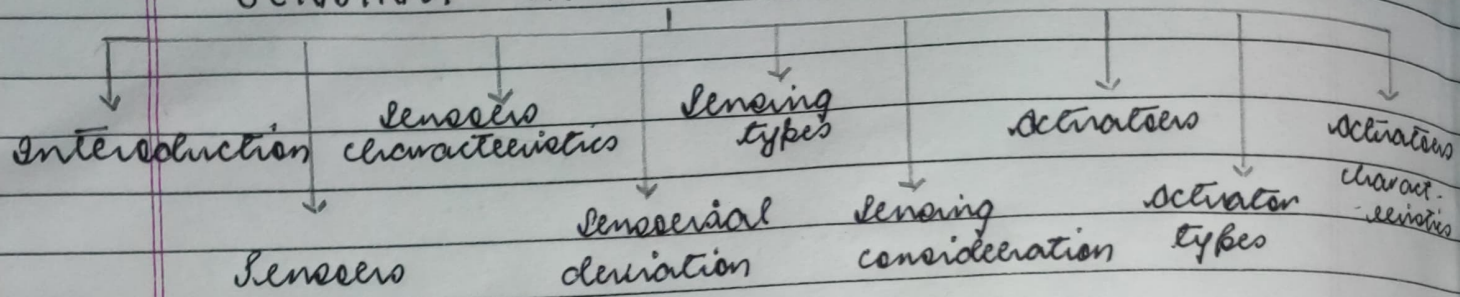 Introduction
Sensors
Sensors
characteristics
Sensorial
deviation
Sensing
types
Sensing
consideration
Actuators
Actuator
types
Actuators
charact-
-eristics